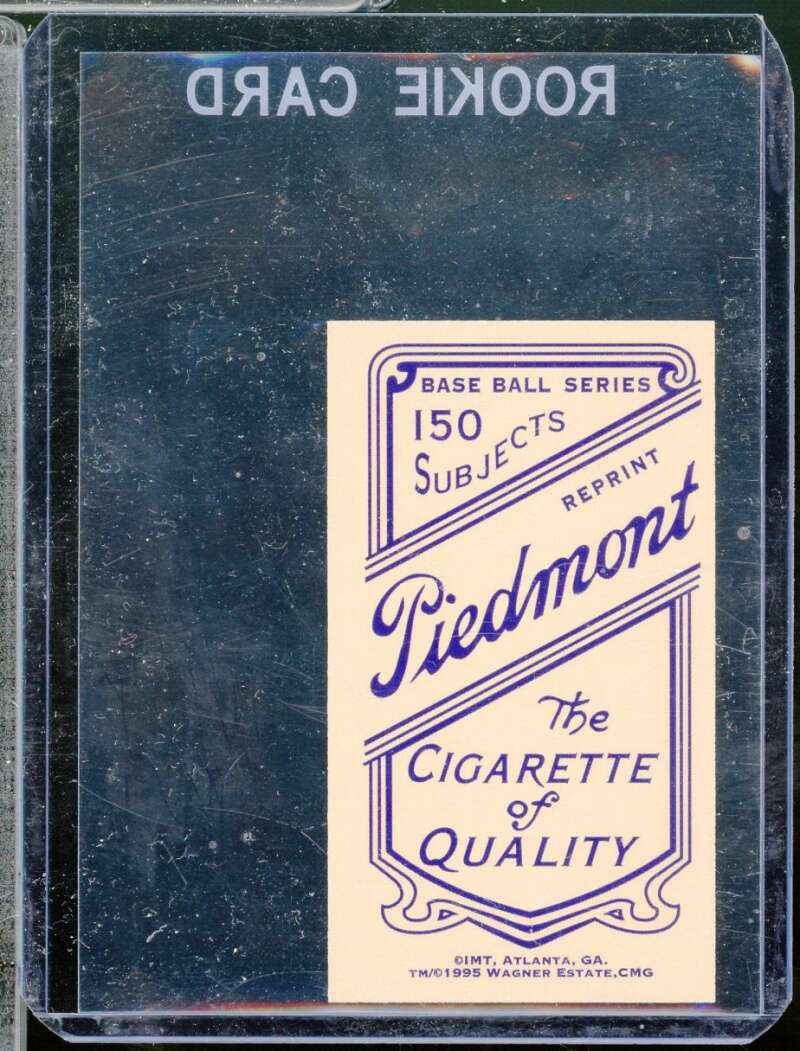 ROOKIE CARD
BASE BALL SERIES
150
SUBJECTS
REPRINT
Piedmont
The
CIGARETTE
of
QUALITY
©IMT, ATLANTA, GA.
TM/©1995 WAGNER ESTATE,CMG